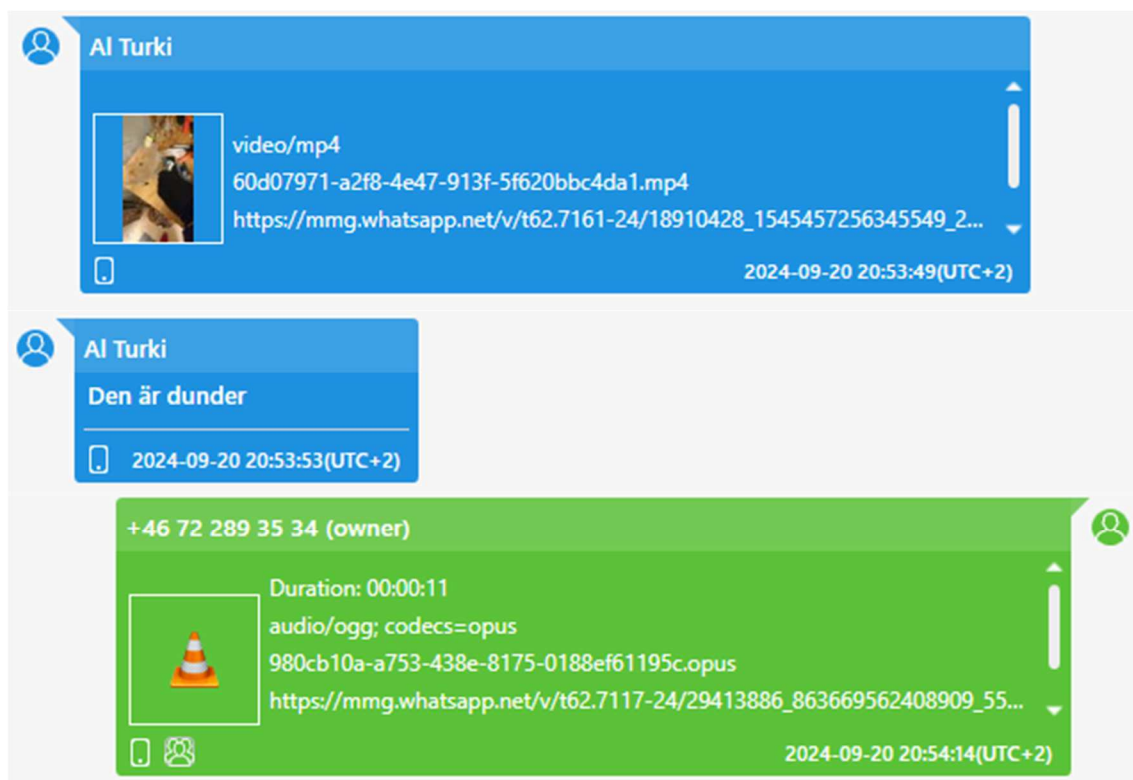 Al Turki
video/mp4
60d07971-a2f8-4e47-913f-5f620bbc4da1.mp4
https://mmg.whatsapp.net/v/t62.7161-24/18910428_1545457256345549_2...
2024-09-20 20:53:49(UTC+2)
Al Turki
Den är dunder
2024-09-20 20:53:53(UTC+2)
+46 72 289 35 34 (owner)
Duration: 00:00:11
audio/ogg; codecs=opus
980cb10a-a753-438e-8175-0188ef61195c.opus
https://mmg.whatsapp.net/v/t62.7117-24/29413886_863669562408909_55...
2024-09-20 20:54:14(UTC+2)